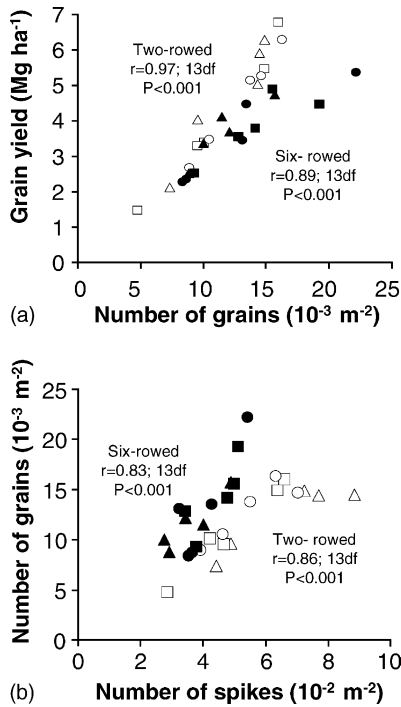 Grain yield (Mg ha⁻¹)
8
7
6
5
4
3
2
1
0
Two-rowed
r=0.97; 13df
P<0.001
Six- rowed
r=0.89; 13df
P<0.001
0 5 10 15 20 25
(a) Number of grains (10⁻³ m⁻²)
Number of grains (10⁻³ m⁻²)
25
20
15
10
5
0
Six-rowed
r=0.83; 13df
P<0.001
Two- rowed
r=0.86; 13df
P<0.001
0 2 4 6 8 10
(b) Number of spikes (10⁻² m⁻²)